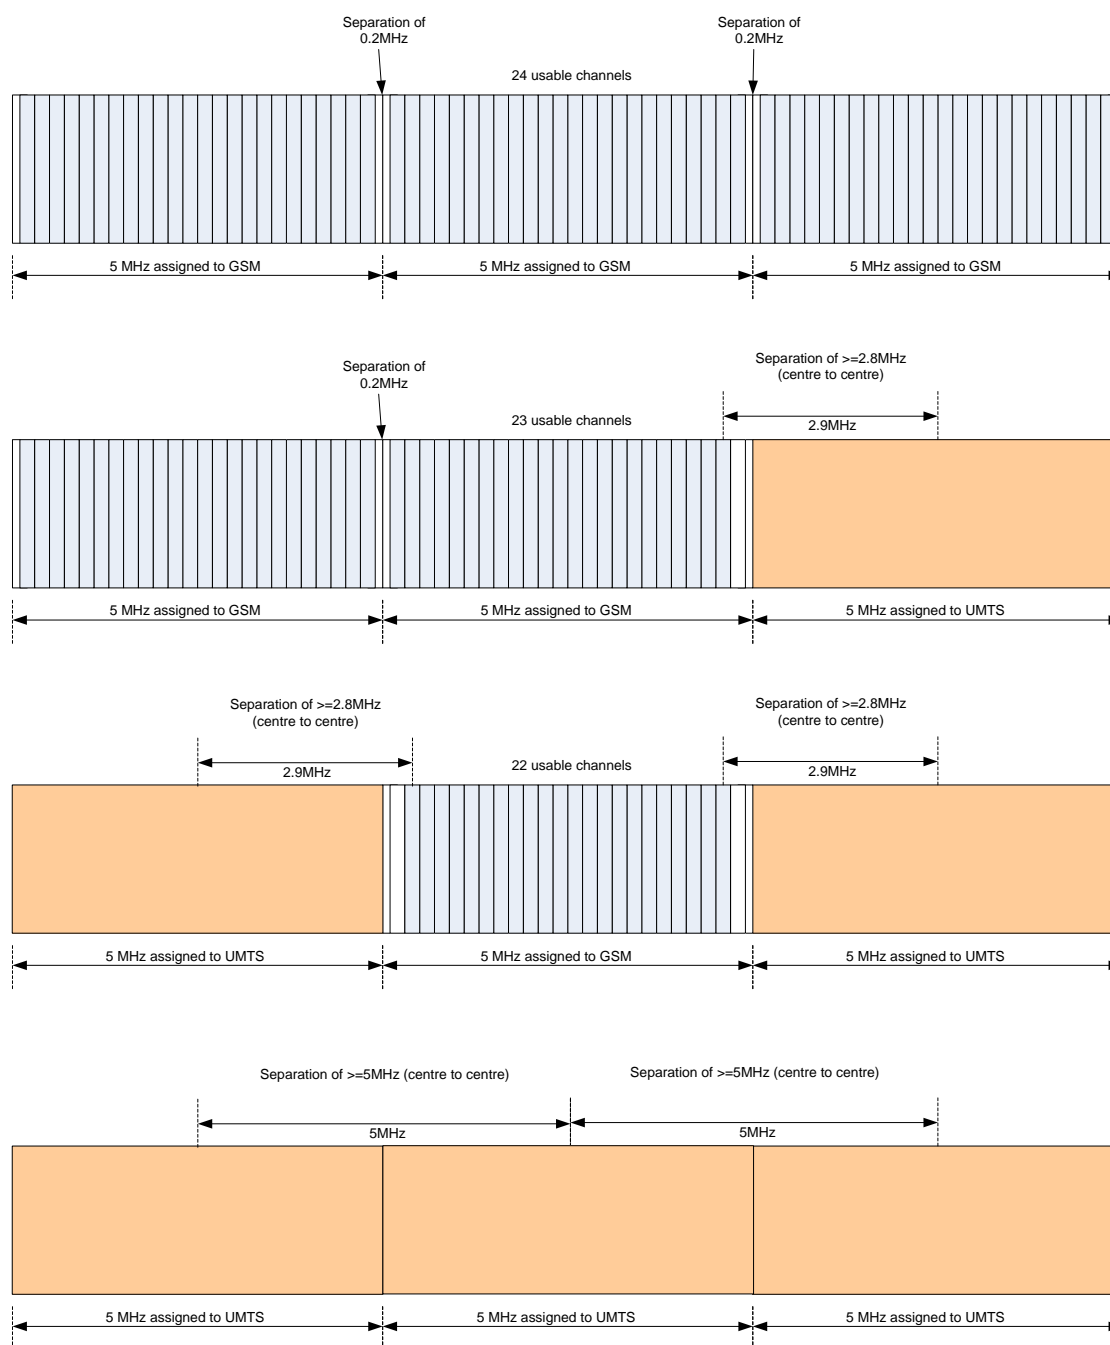 Separation of
0.2MHz
Separation of
0.2MHz
24 usable channels
5 MHz assigned to GSM
5 MHz assigned to GSM
5 MHz assigned to GSM
Separation of
0.2MHz
23 usable channels
Separation of >=2.8MHz
(centre to centre)
2.9MHz
5 MHz assigned to GSM
5 MHz assigned to GSM
5 MHz assigned to UMTS
Separation of >=2.8MHz
(centre to centre)
2.9MHz
22 usable channels
Separation of >=2.8MHz
(centre to centre)
2.9MHz
5 MHz assigned to UMTS
5 MHz assigned to GSM
5 MHz assigned to UMTS
Separation of >=5MHz (centre to centre)
Separation of >=5MHz (centre to centre)
5MHz
5MHz
5 MHz assigned to UMTS
5 MHz assigned to UMTS
5 MHz assigned to UMTS